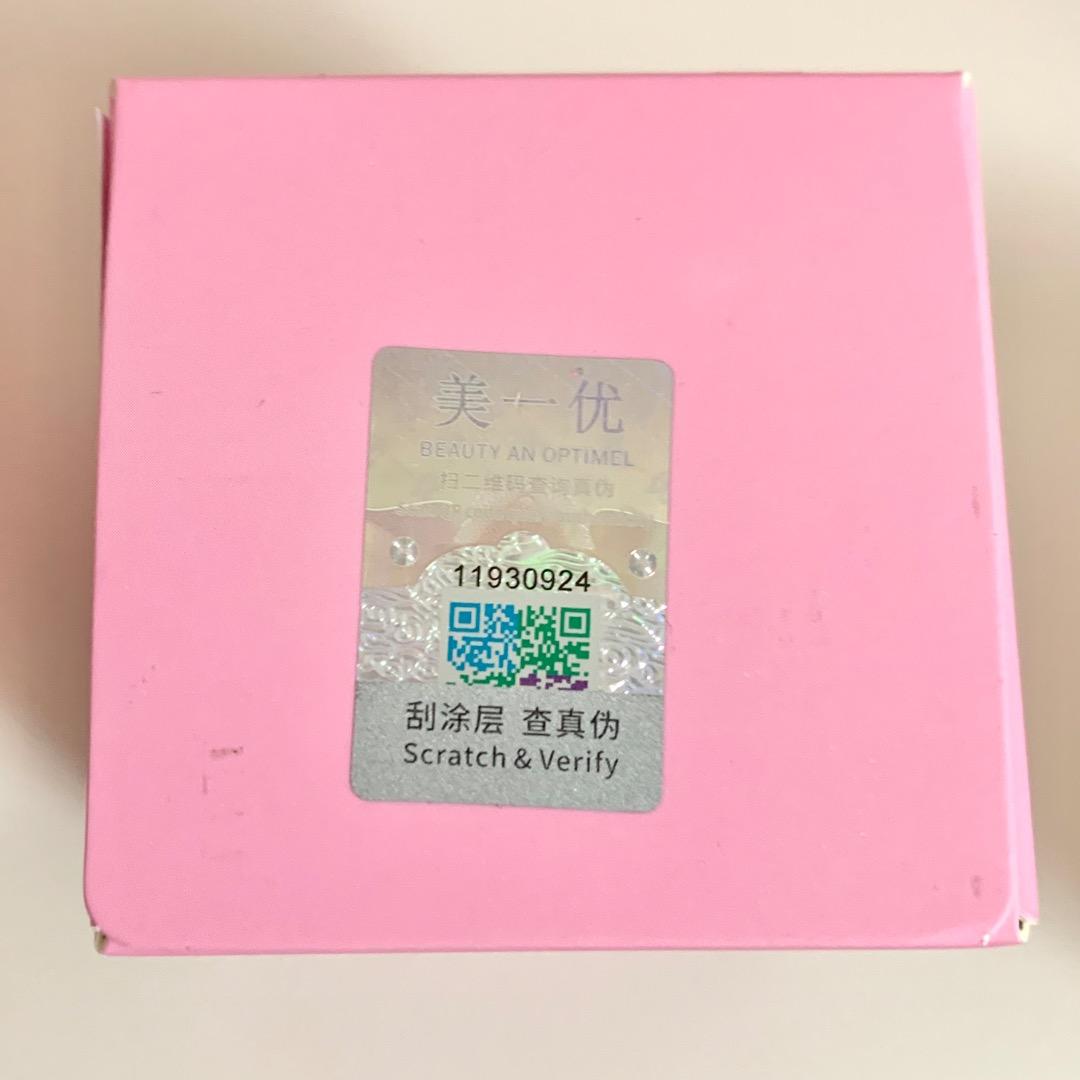 美一优
BEAUTY AN OPTIMEL
扫二维码查询真伪
11930924
刮涂层 查真伪
Scratch & Verify